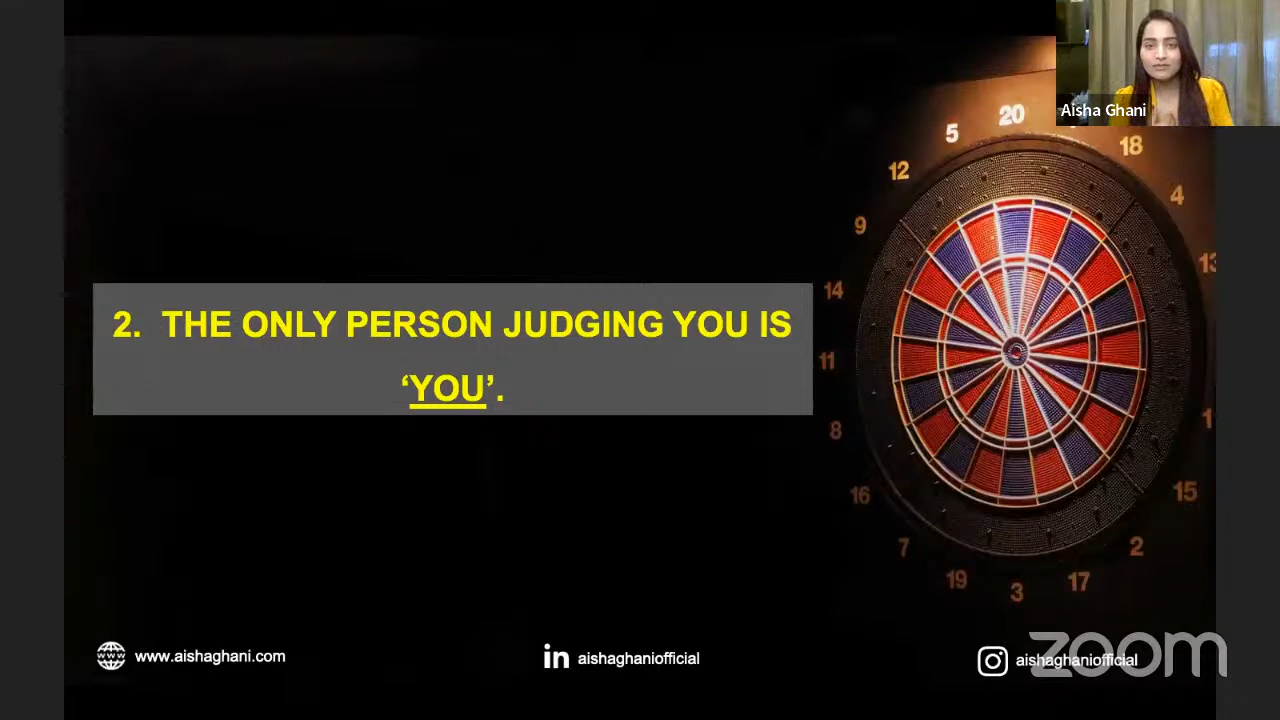 Aisha Ghani
5
20
18
12
4
9
13
14
11
8
16
15
7
2
19
17
3
2. THE ONLY PERSON JUDGING YOU IS
‘YOU’.
www
www.aishaghani.com
in aishaghaniofficial
aishaghaniofficial
zoom